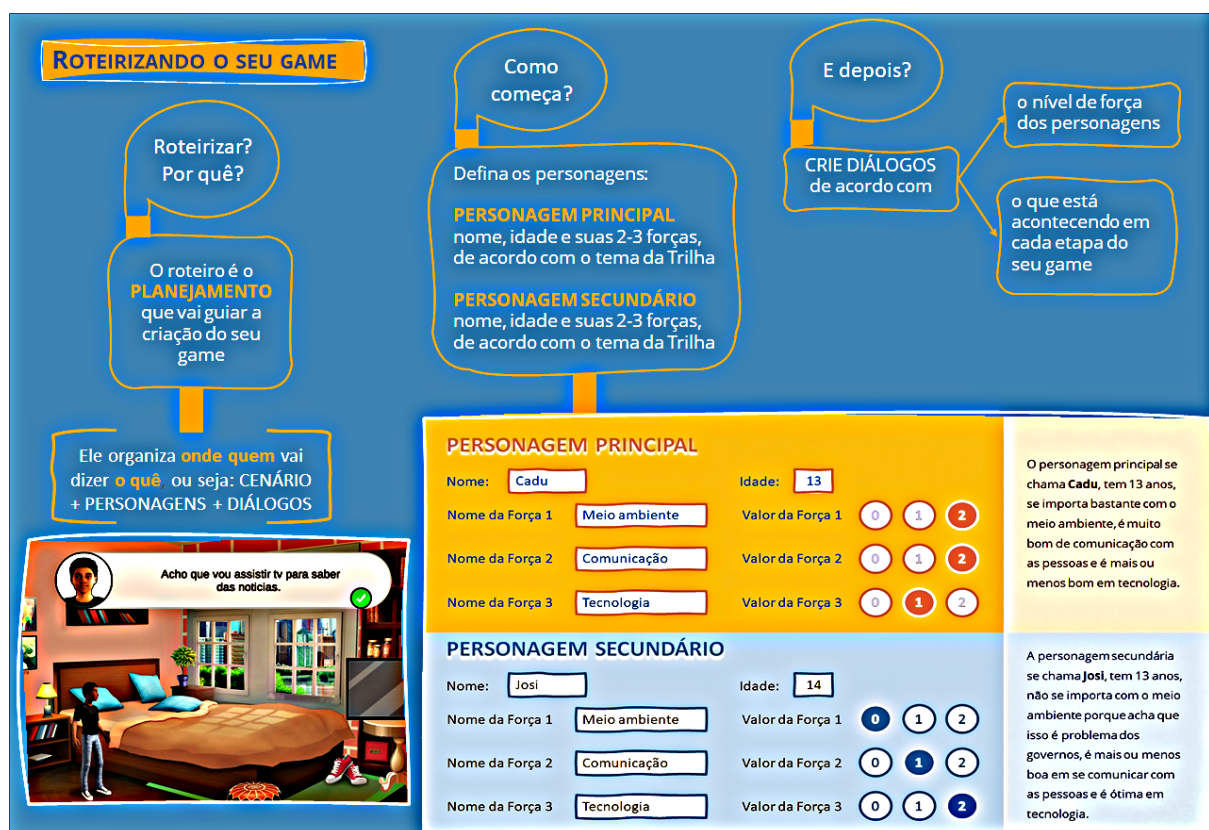 ROTEIRIZANDO O SEU GAME
Roteirizar?
Por quê?
O roteiro é o
PLANEJAMENTO
que vai guiar a
criação do seu
game
Ele organiza onde quem vai
dizer o quê, ou seja: CENÁRIO
+ PERSONAGENS + DIÁLOGOS
Acho que vou assistir tv para saber
das noticias.
Como
começa?
Defina os personagens:
PERSONAGEM PRINCIPAL
nome, idade e suas 2-3 forças,
de acordo com o tema da Trilha
PERSONAGEM SECUNDÁRIO
nome, idade e suas 2-3 forças,
de acordo com o tema da Trilha
E depois?
CRIE DIÁLOGOS
de acordo com
o nível de força
dos personagens
o que está
acontecendo em
cada etapa do
seu game
PERSONAGEM PRINCIPAL
Nome: Cadu Idade: 13
Nome da Força 1 Meio ambiente Valor da Força 1 0 1 2
Nome da Força 2 Comunicação Valor da Força 2 0 1 2
Nome da Força 3 Tecnologia Valor da Força 3 0 1 2
O personagem principal se
chama Cadu, tem 13 anos,
se importa bastante com o
meio ambiente, é muito
bom de comunicação com
as pessoas e é mais ou
menos bom em tecnologia.
PERSONAGEM SECUNDÁRIO
Nome: Josi Idade: 14
Nome da Força 1 Meio ambiente Valor da Força 1 0 1 2
Nome da Força 2 Comunicação Valor da Força 2 0 1 2
Nome da Força 3 Tecnologia Valor da Força 3 0 1 2
A personagem secundária
se chama Josi, tem 13 anos,
não se importa com o meio
ambiente porque acha que
isso é problema dos
governos, é mais ou menos
boa em se comunicar com
as pessoas e é ótima em
tecnologia.